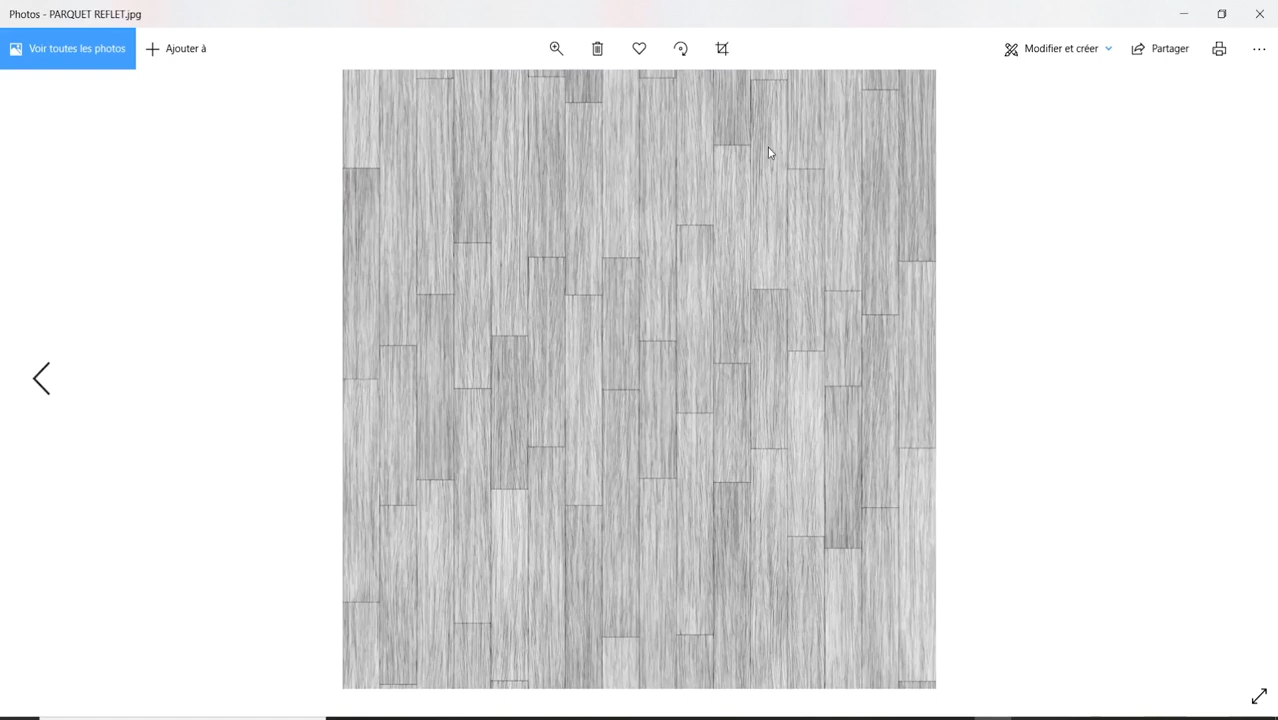 Photos - PARQUET REFLET.jpg
Voir toutes les photos
Ajouter à
Modifier et créer
Partager